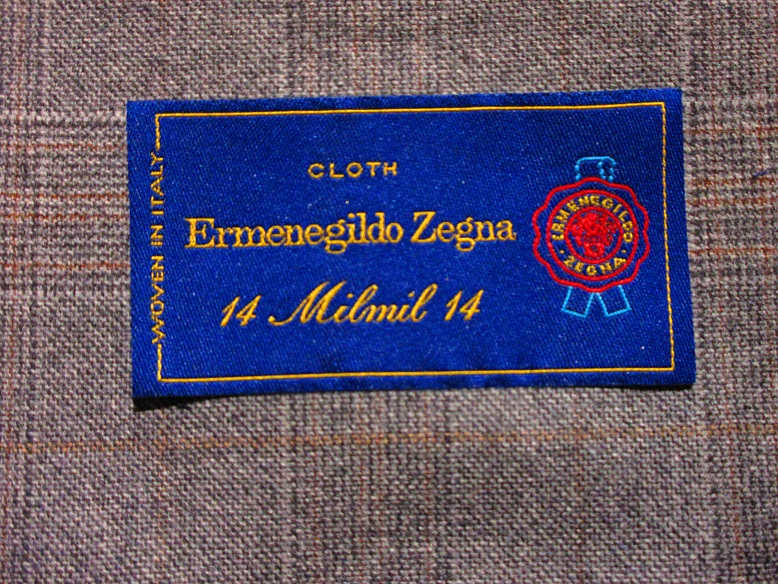 WOVEN IN ITALY
CLOTH
Ermenegildo Zegna
14 Milmil 14
ERMENEGILDO
· ZEGNA ·